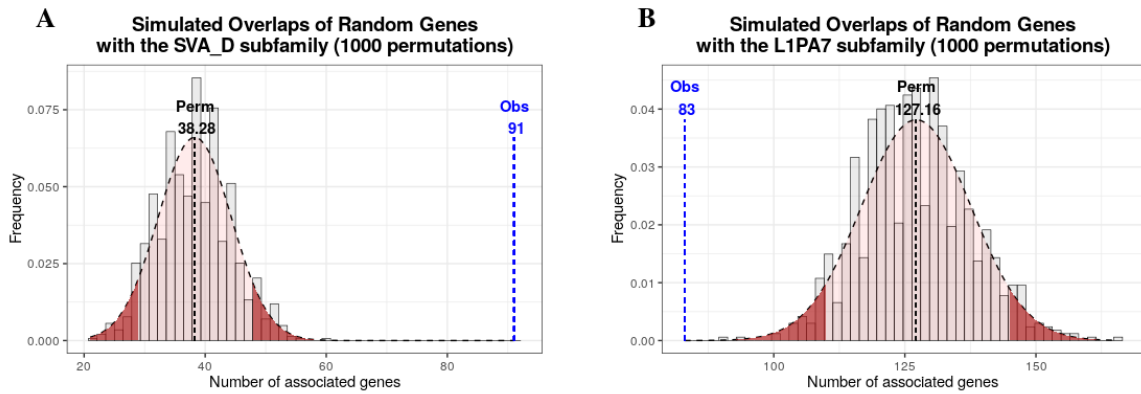 A
Simulated Overlaps of Random Genes
with the SVA_D subfamily (1000 permutations)
Perm
38.28
Obs
91
0.075
0.050
0.025
0.000
Frequency
20
40
60
80
Number of associated genes
B
Simulated Overlaps of Random Genes
with the L1PA7 subfamily (1000 permutations)
Obs
83
Perm
127.16
0.04
0.03
0.02
0.01
0.00
Frequency
100
125
150
Number of associated genes